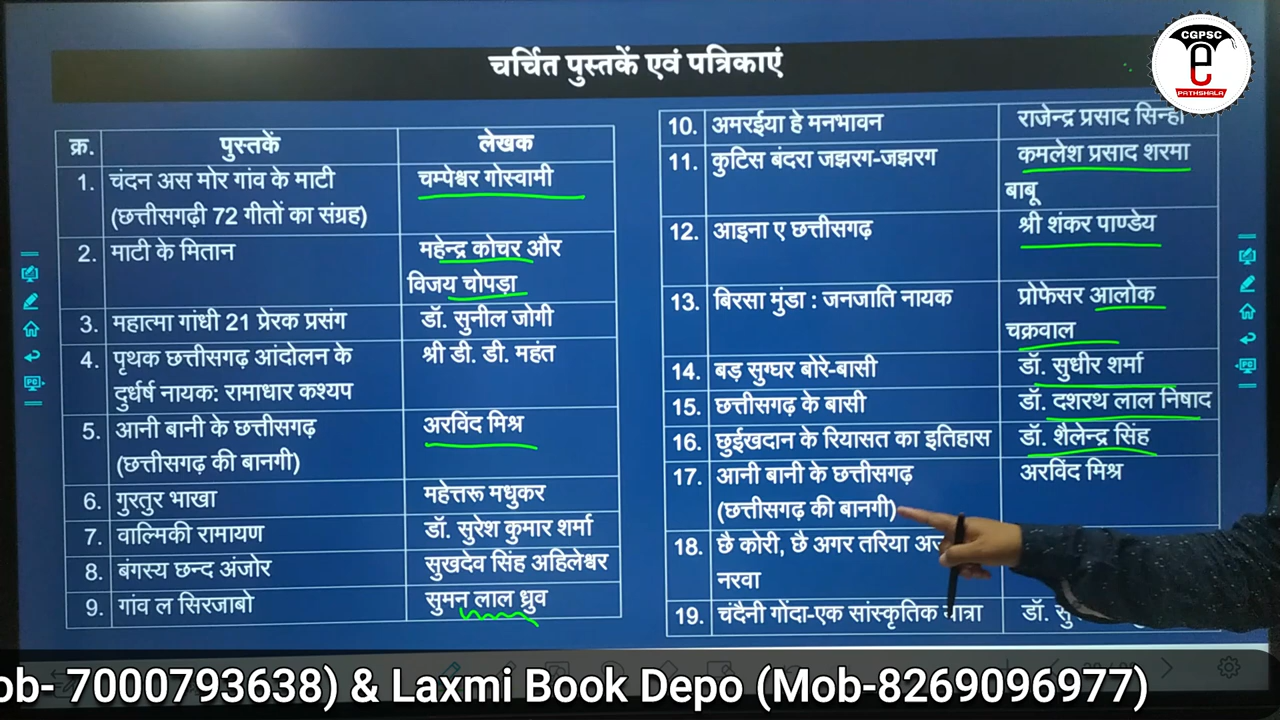 CGPSC
PATHSHALA
चर्चित पुस्तकें एवं पत्रिकाएं
क्र. पुस्तकें लेखक
1. चंदन अस मोर गांव के माटी चम्पेश्वर गोस्वामी
(छत्तीसगढ़ी 72 गीतों का संग्रह)
2. माटी के मितान महेन्द्र कोचर और
विजय चोपड़ा
3. महात्मा गांधी 21 प्रेरक प्रसंग डॉ. सुनील जोगी
4. पृथक छत्तीसगढ़ आंदोलन के श्री डी. डी. महंत
दुर्धर्ष नायक: रामाधार कश्यप
5. आनी बानी के छत्तीसगढ़ अरविंद मिश्र
(छत्तीसगढ़ की बानगी)
6. गुरतुर भाखा महेत्तरू मधुकर
7. वाल्मिकी रामायण डॉ. सुरेश कुमार शर्मा
8. बंगस्य छन्द अंजोर सुखदेव सिंह अहिलेश्वर
9. गांव ल सिरजाबो सुमन लाल ध्रुव
10. अमरईया हे मनभावन राजेन्द्र प्रसाद सिन्हा
11. कुटिस बंदरा जझरग-जझरग कमलेश प्रसाद शरमा
बाबू
12. आइना ए छत्तीसगढ़ श्री शंकर पाण्डेय
13. बिरसा मुंडा : जनजाति नायक प्रोफेसर आलोक
चक्रवाल
14. बड़ सुग्घर बोरे-बासी डॉ. सुधीर शर्मा
15. छत्तीसगढ़ के बासी डॉ. दशरथ लाल निषाद
16. छुईखदान के रियासत का इतिहास डॉ. शैलेन्द्र सिंह
17. आनी बानी के छत्तीसगढ़ अरविंद मिश्र
(छत्तीसगढ़ की बानगी)
18. छै कोरी, छै अगर तरिया
नरवा
19. चंदैनी गोंदा-एक सांस्कृतिक यात्रा डॉ.
ob- 7000793638) & Laxmi Book Depo (Mob-8269096977)